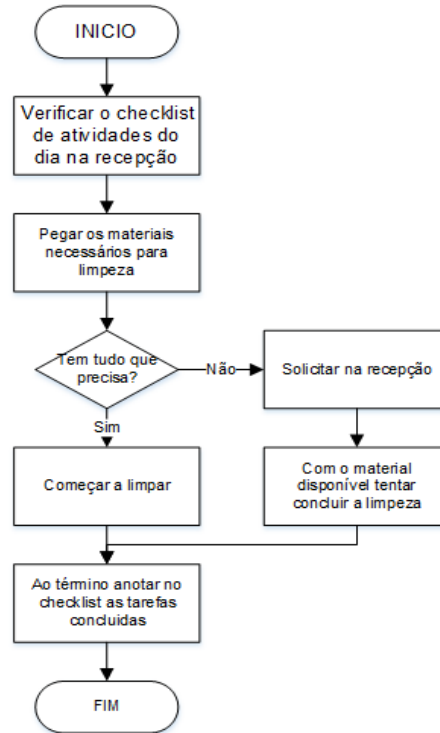 INICIO
Verificar o checklist
de atividades do
dia na recepção
Pegar os materiais
necessários para
limpeza
Tem tudo que
precisa?
Não
Solicitar na recepção
Sim
Começar a limpar
Com o material
disponível tentar
concluir a limpeza
Ao término anotar no
checklist as tarefas
concluidas
FIM